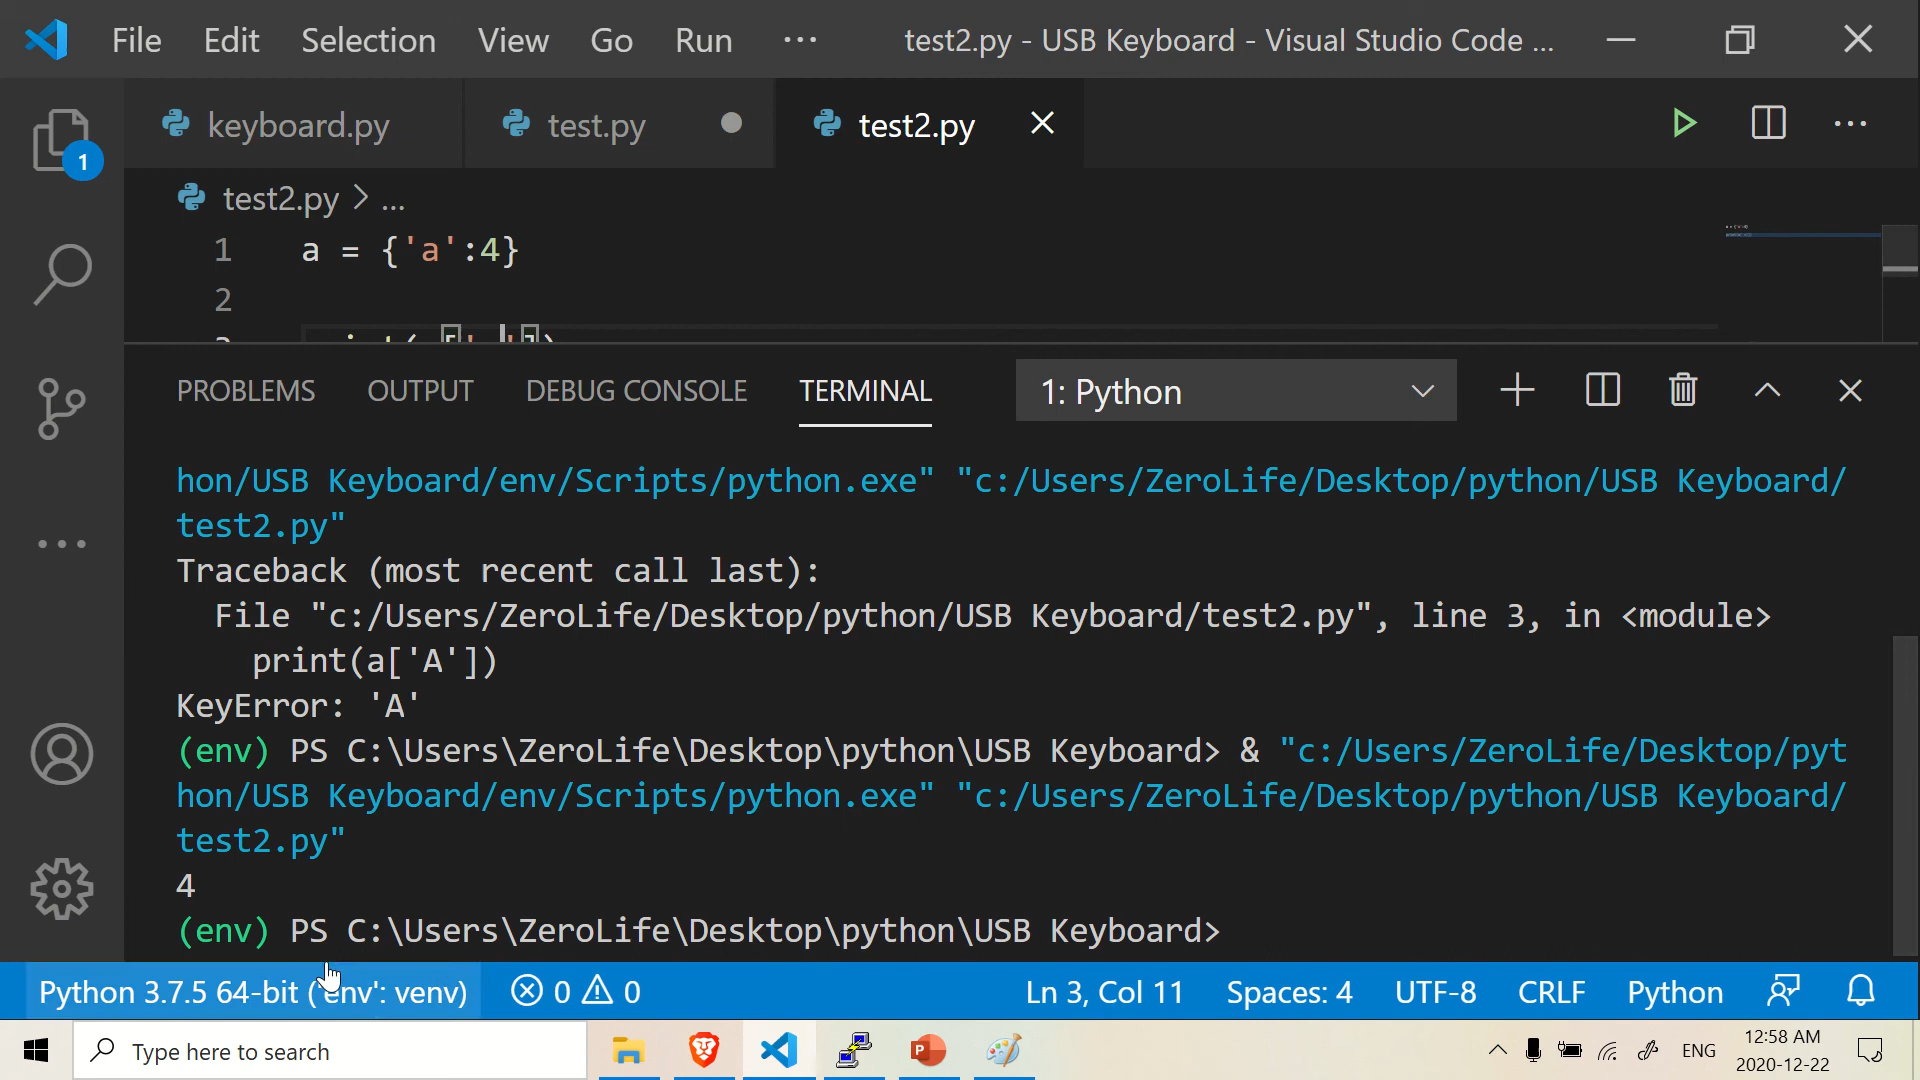 File Edit Selection View Go Run ··· test2.py - USB Keyboard - Visual Studio Code ...
keyboard.py test.py test2.py
1
test2.py > ...
1 a = {'a':4}
2
PROBLEMS OUTPUT DEBUG CONSOLE TERMINAL 1: Python
hon/USB Keyboard/env/Scripts/python.exe" "c:/Users/ZeroLife/Desktop/python/USB Keyboard/
test2.py"
Traceback (most recent call last):
File "c:/Users/ZeroLife/Desktop/python/USB Keyboard/test2.py", line 3, in <module>
print(a['A'])
KeyError: 'A'
(env) PS C:\Users\ZeroLife\Desktop\python\USB Keyboard> & "c:/Users/ZeroLife/Desktop/pyt
hon/USB Keyboard/env/Scripts/python.exe" "c:/Users/ZeroLife/Desktop/python/USB Keyboard/
test2.py"
4
(env) PS C:\Users\ZeroLife\Desktop\python\USB Keyboard>
Python 3.7.5 64-bit ('env': venv) 0 0 Ln 3, Col 11 Spaces: 4 UTF-8 CRLF Python
Type here to search ENG 12:58 AM
2020-12-22